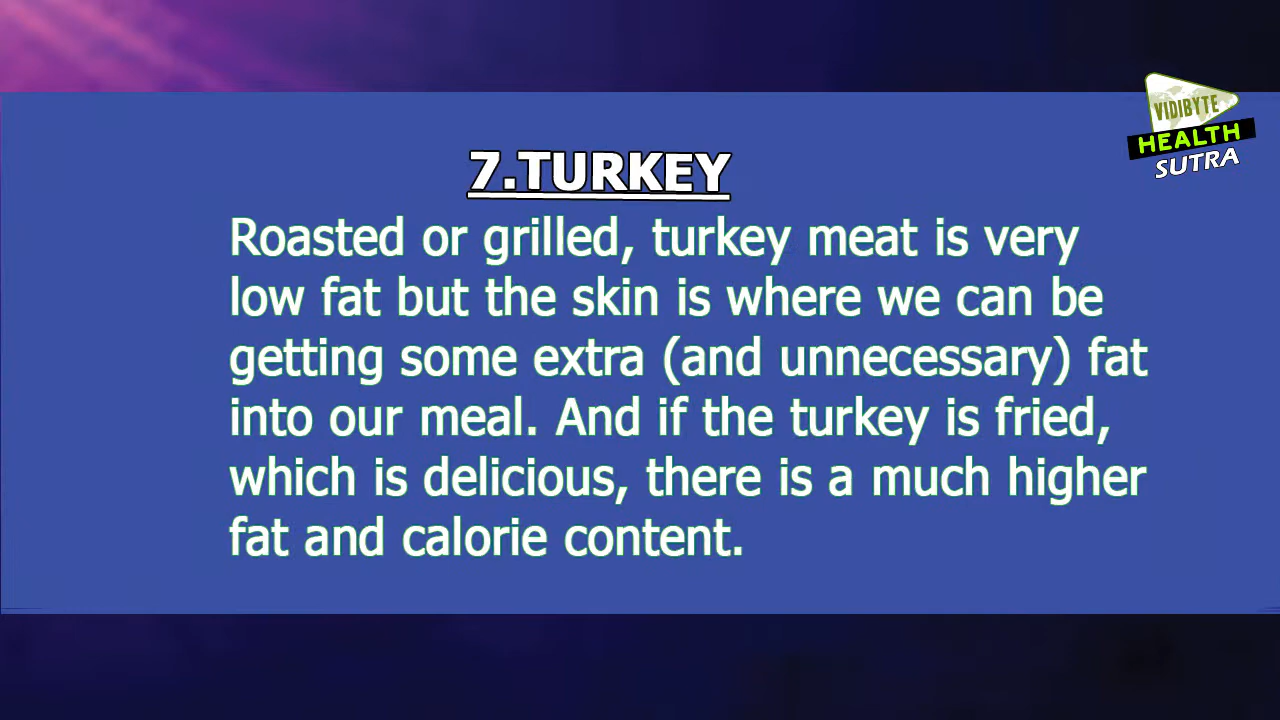 VIDIBYTE
HEALTH
SUTRA
7.TURKEY
Roasted or grilled, turkey meat is very
low fat but the skin is where we can be
getting some extra (and unnecessary) fat
into our meal. And if the turkey is fried,
which is delicious, there is a much higher
fat and calorie content.